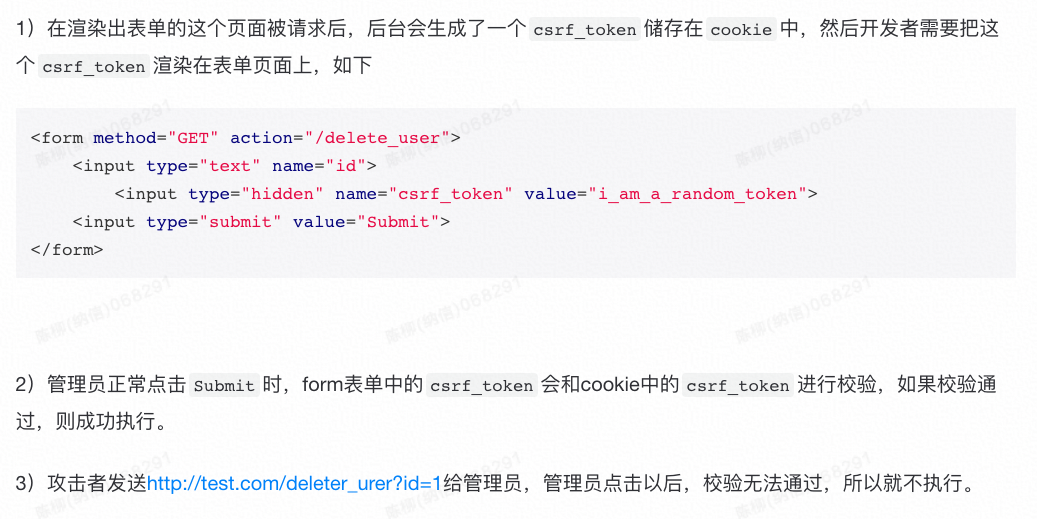 1）在渲染出表单的这个页面被请求后，后台会生成了一个 csrf_token 储存在 cookie 中，然后开发者需要把这
个 csrf_token 渲染在表单页面上，如下
<form method="GET" action="/delete_user">
<input type="text" name="id">
<input type="hidden" name="csrf_token" value="i_am_a_random_token">
<input type="submit" value="Submit">
</form>
2）管理员正常点击 Submit 时，form表单中的 csrf_token 会和cookie中的 csrf_token 进行校验，如果校验通
过，则成功执行。
3）攻击者发送http://test.com/deleter_urer?id=1给管理员，管理员点击以后，校验无法通过，所以就不执行。